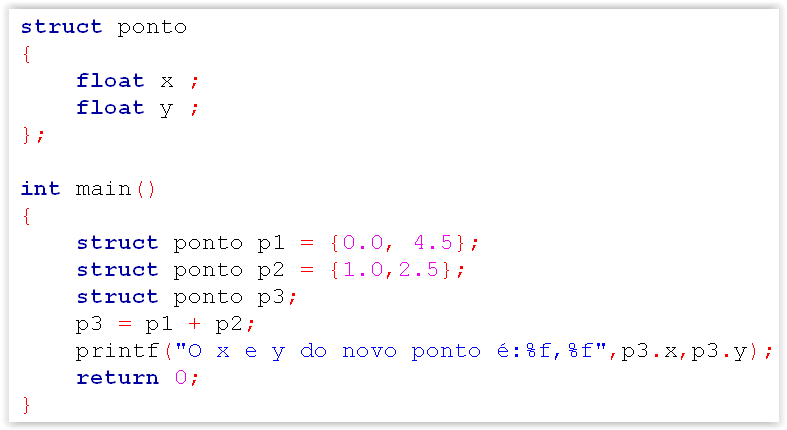 struct ponto
{
    float x ;
    float y ;
};

int main()
{
    struct ponto p1 = {0.0, 4.5};
    struct ponto p2 = {1.0,2.5};
    struct ponto p3;
    p3 = p1 + p2;
    printf("O x e y do novo ponto é:%f,%f",p3.x,p3.y);
    return 0;
}